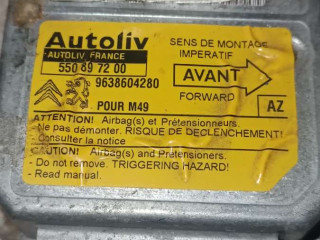 Autoliv
AUTOLIV FRANCE
550 69 72 00
9638604280
POUR M49
SENS DE MONTAGE
IMPERATIF
AVANT
FORWARD
AZ
ATTENTION! Airbag(s) et Prétensionneurs
- Ne pas démonter. RISQUE DE DECLENCHEMENT!
- Consulter la notice
CAUTION! Airbag(s) and Pretensioners
- Do not remove. TRIGGERING HAZARD!
- Read manual.